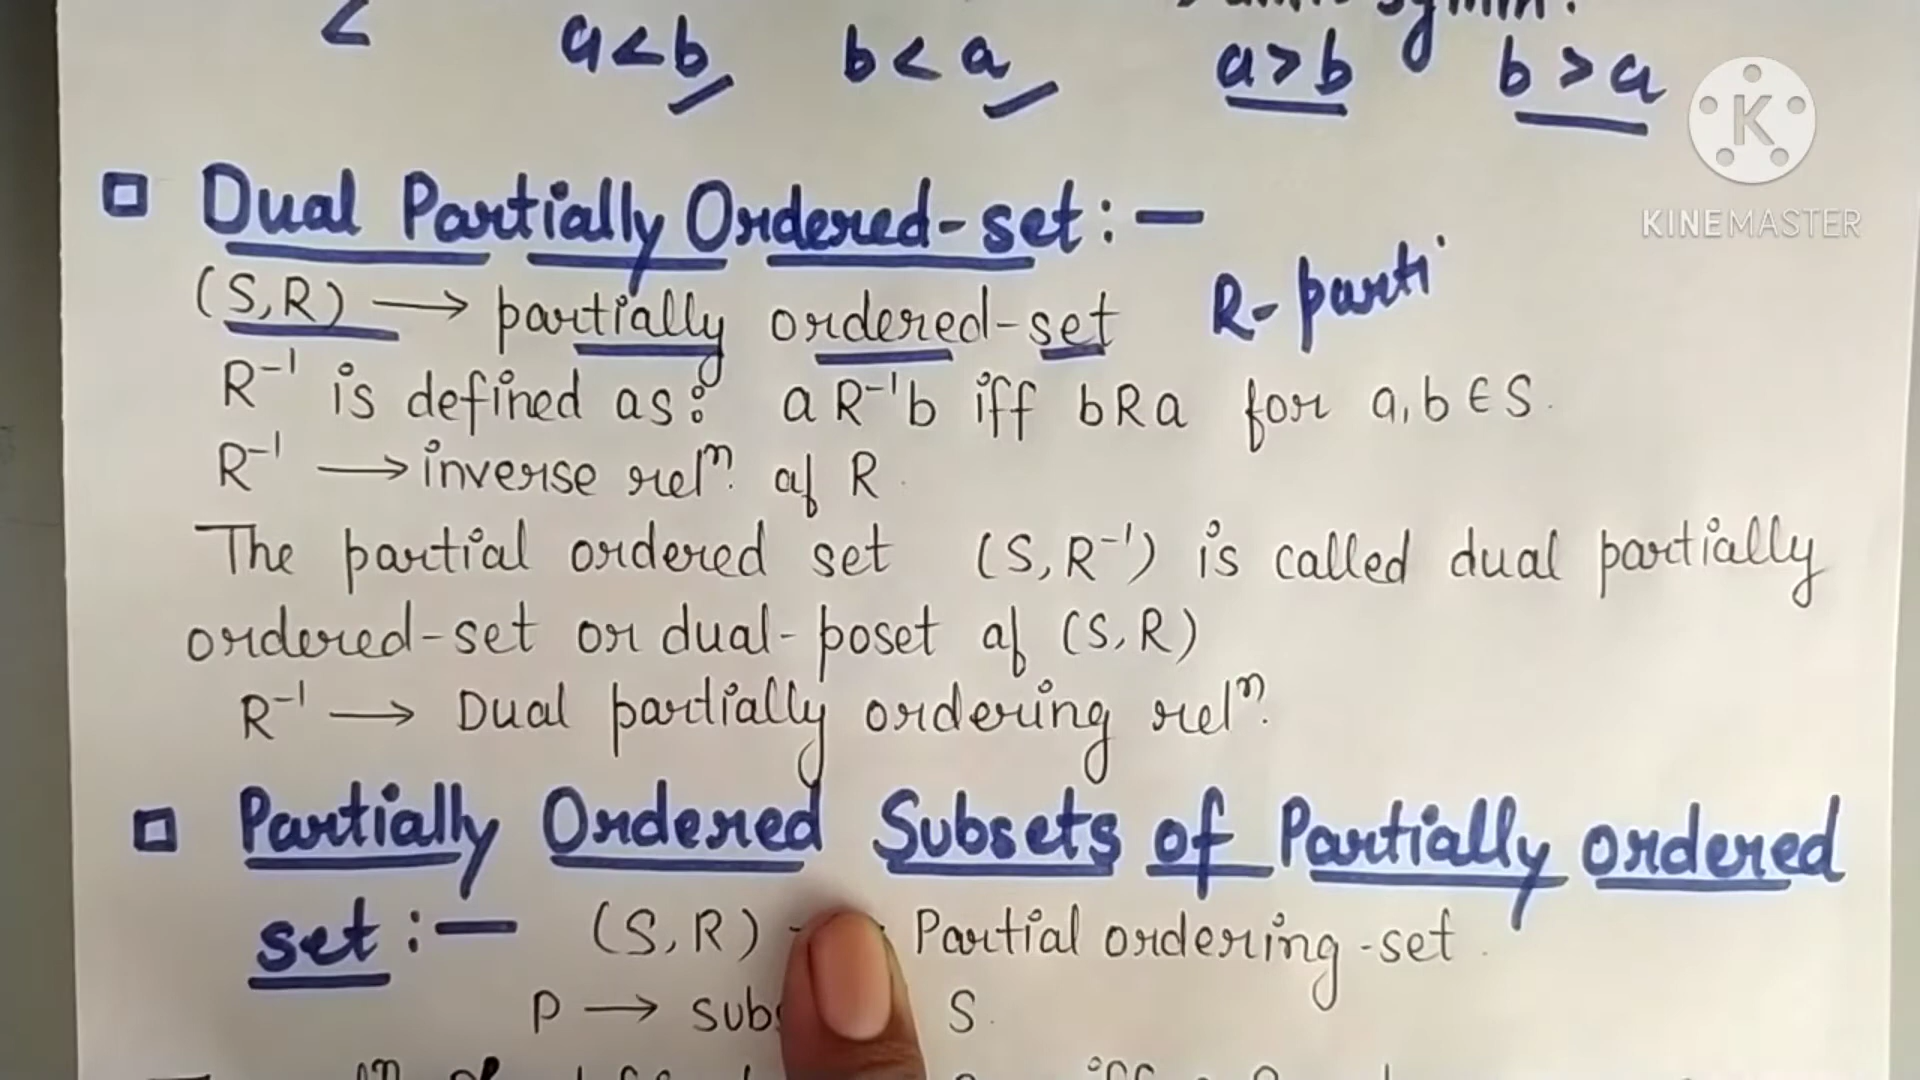 <
a<b b<a a>b b>a
K
KINEMASTER
□ Dual Partially Ordered-set:—
(S,R) → partially ordered-set R- parti
R⁻¹ is defined as: a R⁻¹b iff bRa for a,b ∈ S.
R⁻¹ → inverse relⁿ. of R.
The partial ordered set (S,R⁻¹) is called dual partially
ordered-set or dual-poset of (S,R)
R⁻¹ → Dual partially ordering relⁿ.
□ Partially Ordered Subsets of Partially ordered
set:— (S,R) Partial ordering-set.
P → subs S.